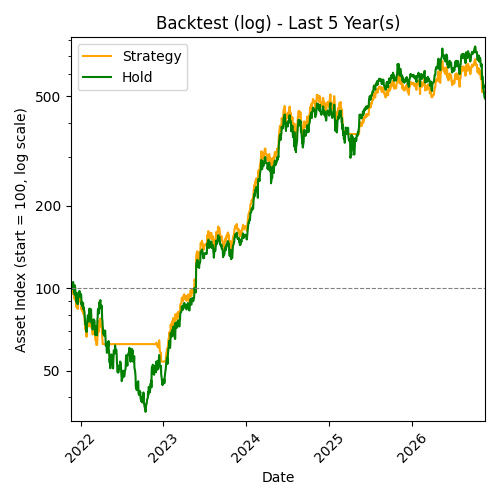 Backtest (log) - Last 5 Year(s)
Strategy
Hold
Asset Index (start = 100, log scale)
500
200
100
50
2022
2023
2024
2025
2026
Date